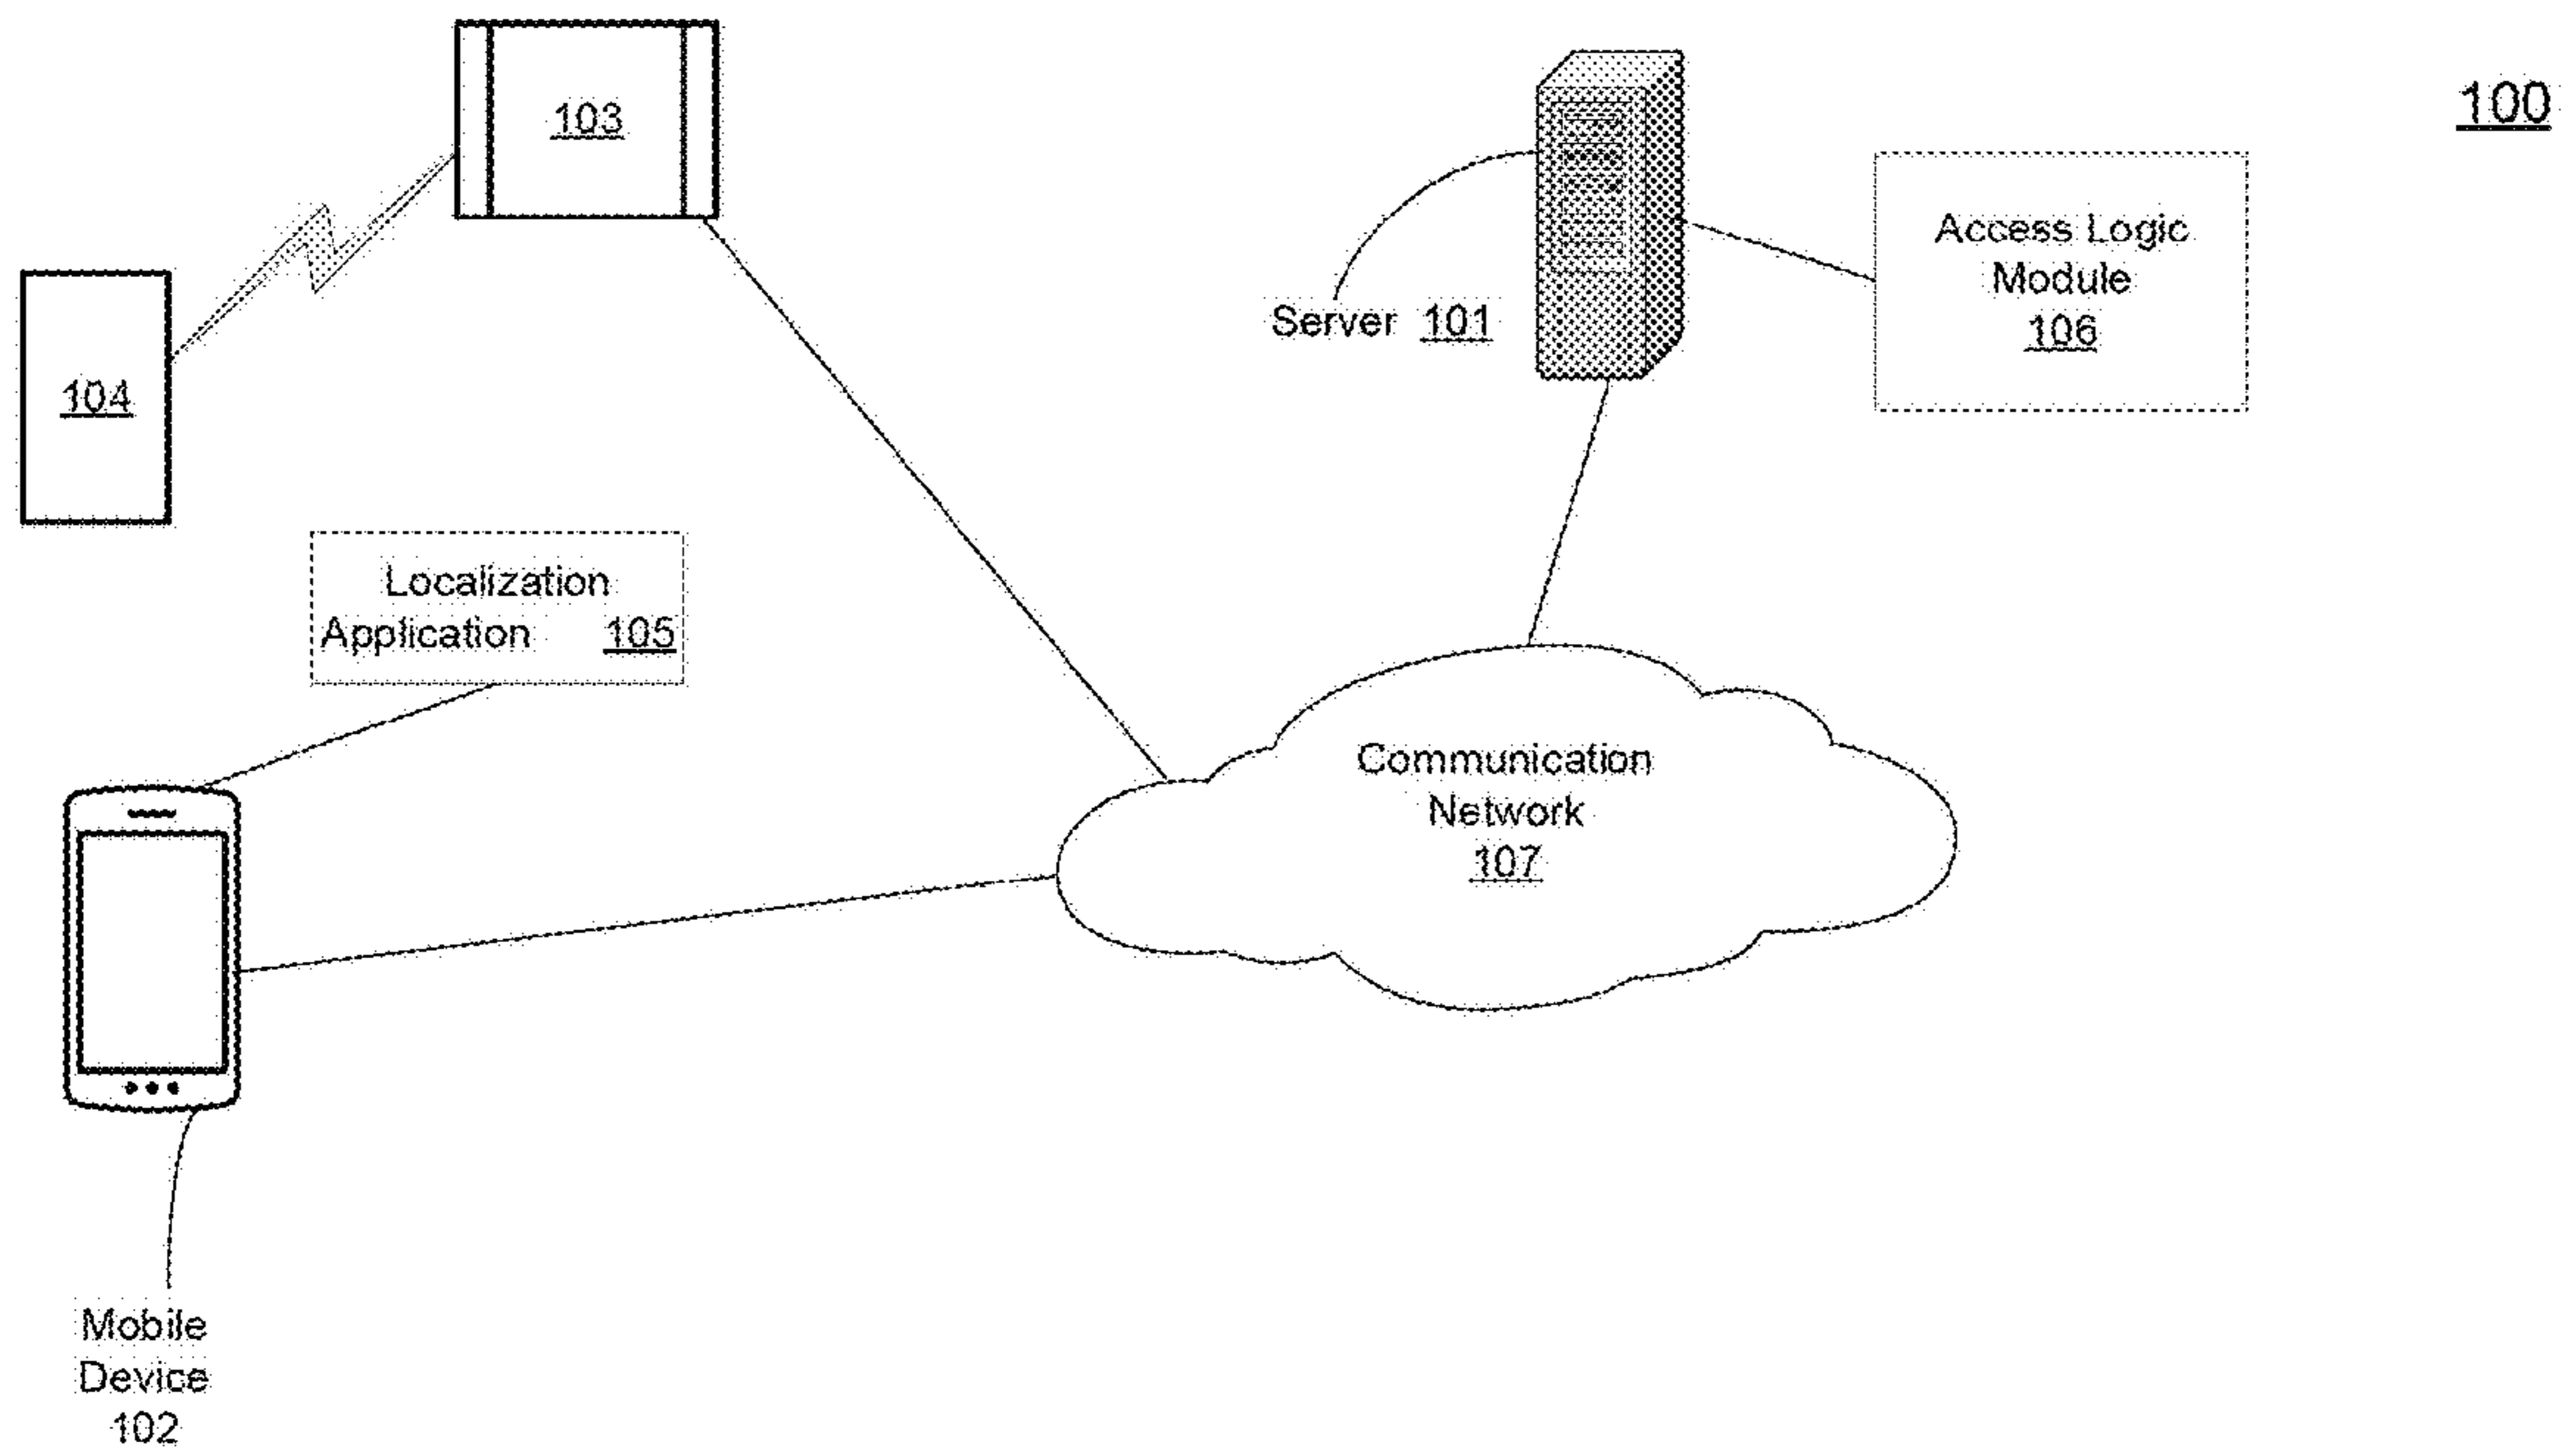 100
103
Access Logic
Module
106
Server 101
104
Localization
Application 105
Communication
Network
107
Mobile
Device
102